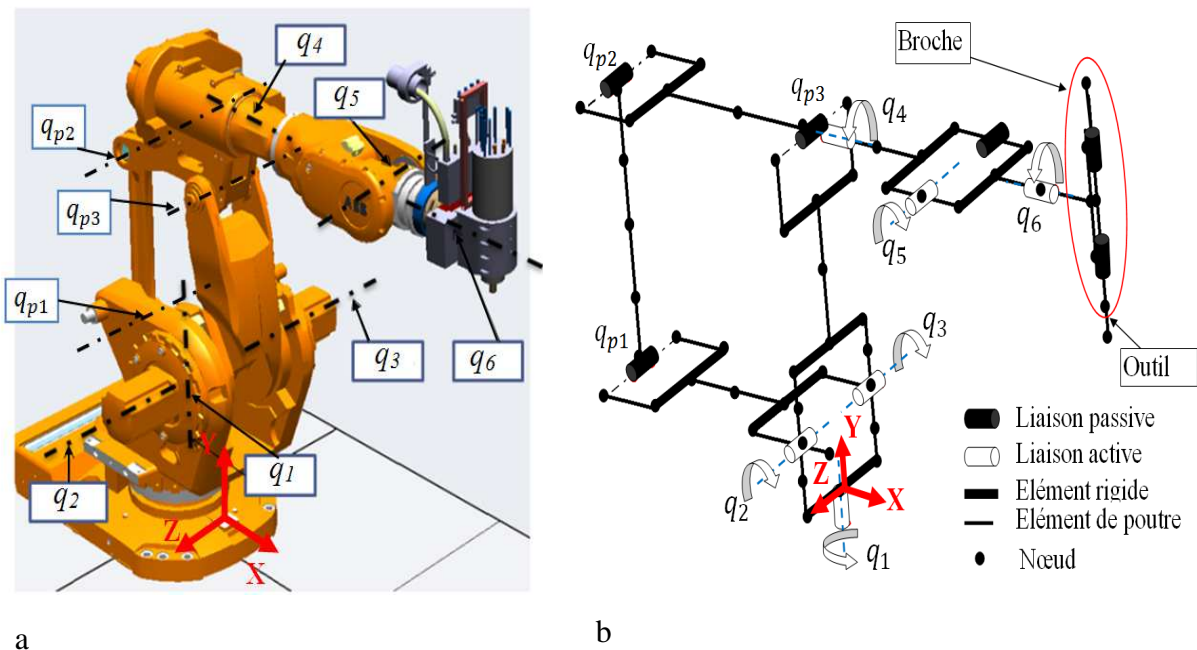 q4
q5
qp2
qp3
qp1
q3
q6
q1
q2
ABB
Y
Z
X
a
Broche
qp2
qp3
q4
q5
q6
Outil
qp1
q3
Y
Z
X
q2
q1
Liaison passive
Liaison active
Elément rigide
Elément de poutre
Nœud
b